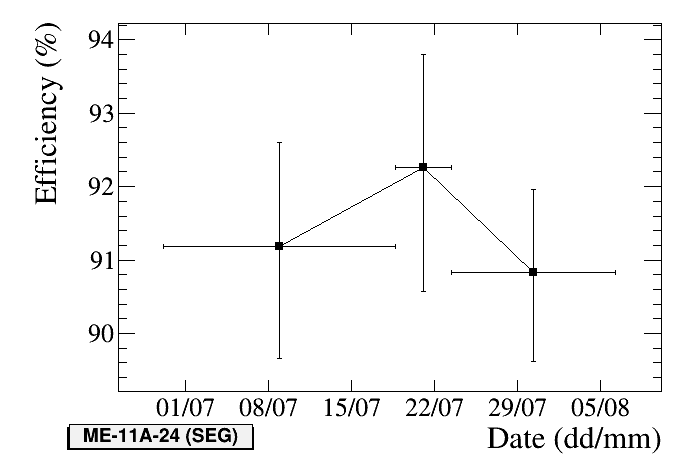 Efficiency (%)
94
93
92
91
90
01/07 08/07 15/07 22/07 29/07 05/08
ME-11A-24 (SEG)
Date (dd/mm)